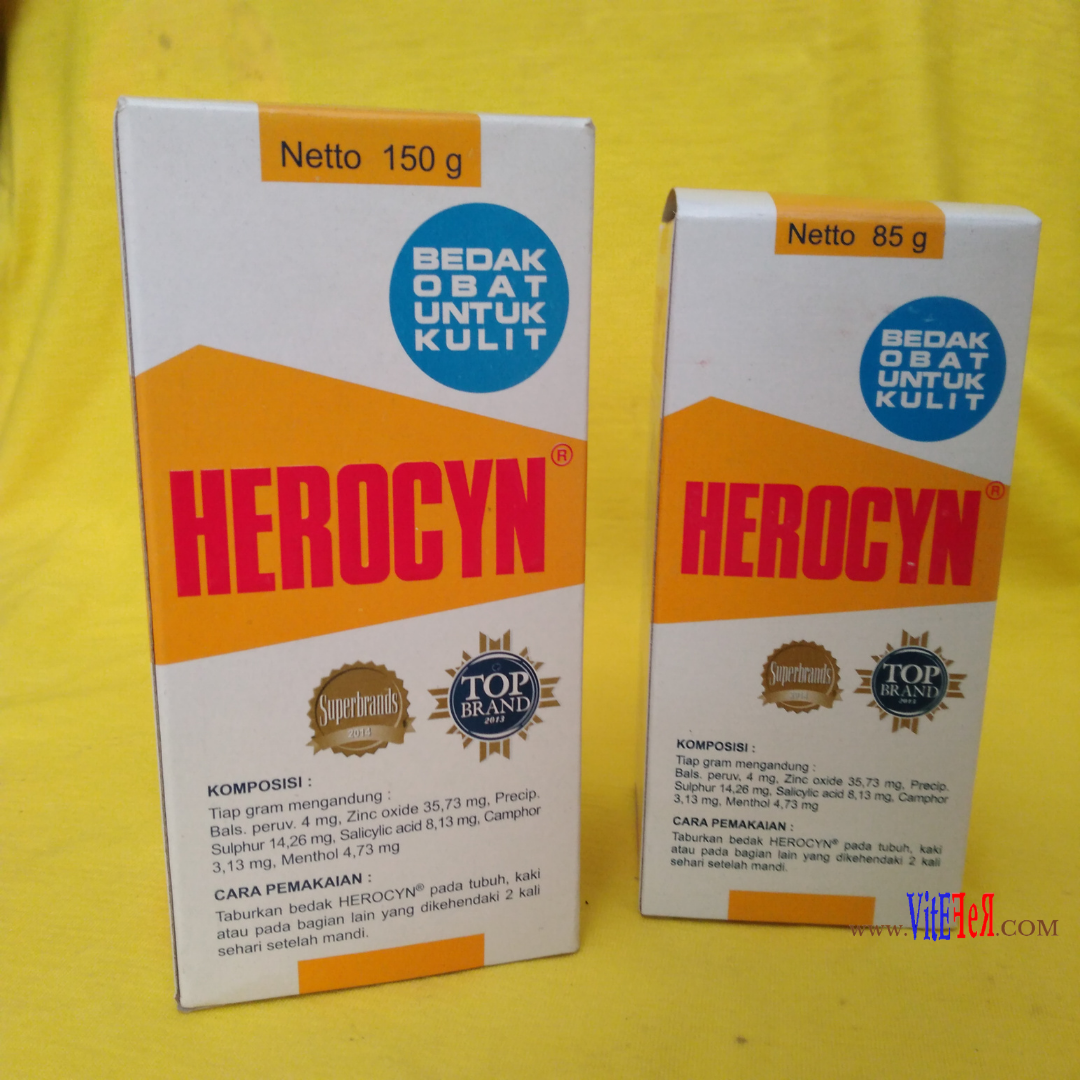 Netto 150 g
BEDAK
OBAT
UNTUK
KULIT
HEROCYN®
Superbrands
2014
TOP
BRAND
2013
KOMPOSISI :
Tiap gram mengandung :
Bals. peruv. 4 mg, Zinc oxide 35,73 mg, Precip.
Sulphur 14,26 mg, Salicylic acid 8,13 mg, Camphor
3,13 mg, Menthol 4,73 mg
CARA PEMAKAIAN :
Taburkan bedak HEROCYN® pada tubuh, kaki
atau pada bagian lain yang dikehendaki 2 kali
sehari setelah mandi.
Netto 85 g
BEDAK
OBAT
UNTUK
KULIT
HEROCYN®
Superbrands
2014
TOP
BRAND
2013
KOMPOSISI :
Tiap gram mengandung :
Bals. peruv. 4 mg, Zinc oxide 35,73 mg, Precip.
Sulphur 14,26 mg, Salicylic acid 8,13 mg, Camphor
3,13 mg, Menthol 4,73 mg
CARA PEMAKAIAN :
Taburkan bedak HEROCYN® pada tubuh, kaki
atau pada bagian lain yang dikehendaki 2 kali
sehari setelah mandi.
www.VitEFeR.COM